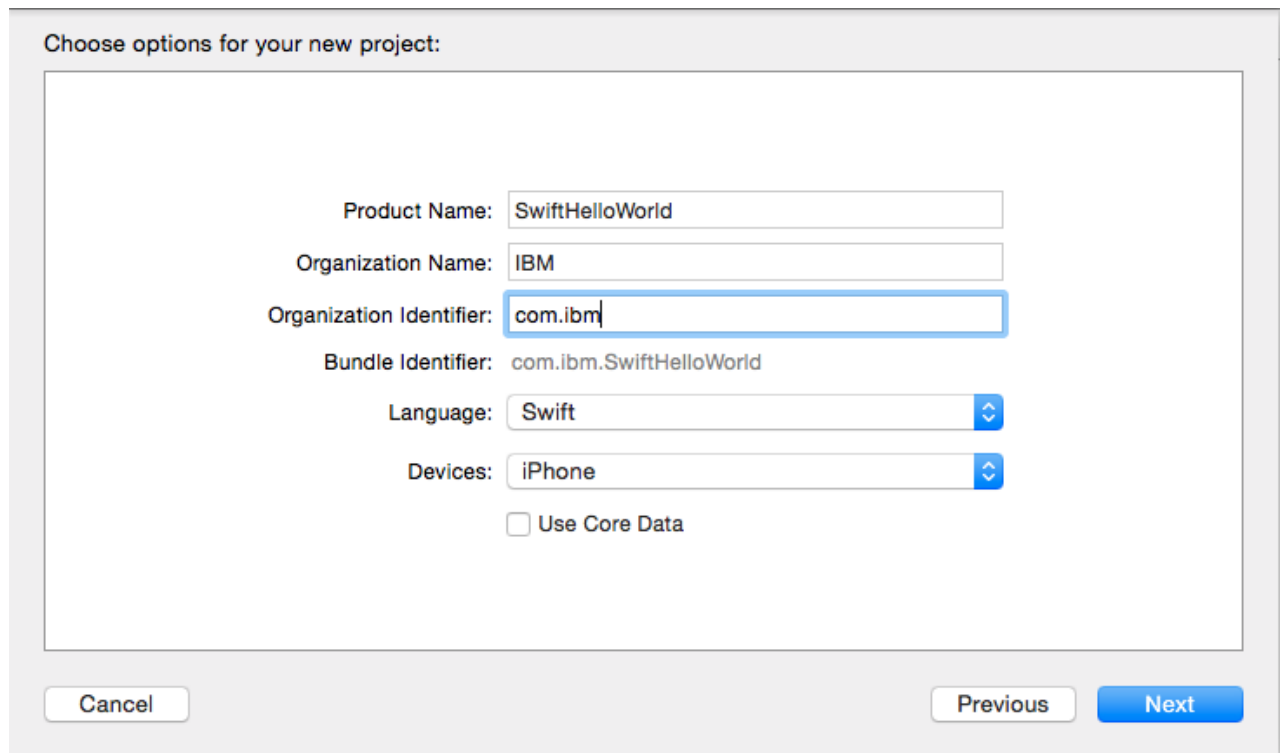 Choose options for your new project:
Product Name: SwiftHelloWorld
Organization Name: IBM
Organization Identifier: com.ibm
Bundle Identifier: com.ibm.SwiftHelloWorld
Language: Swift
Devices: iPhone
Use Core Data
Cancel Previous Next